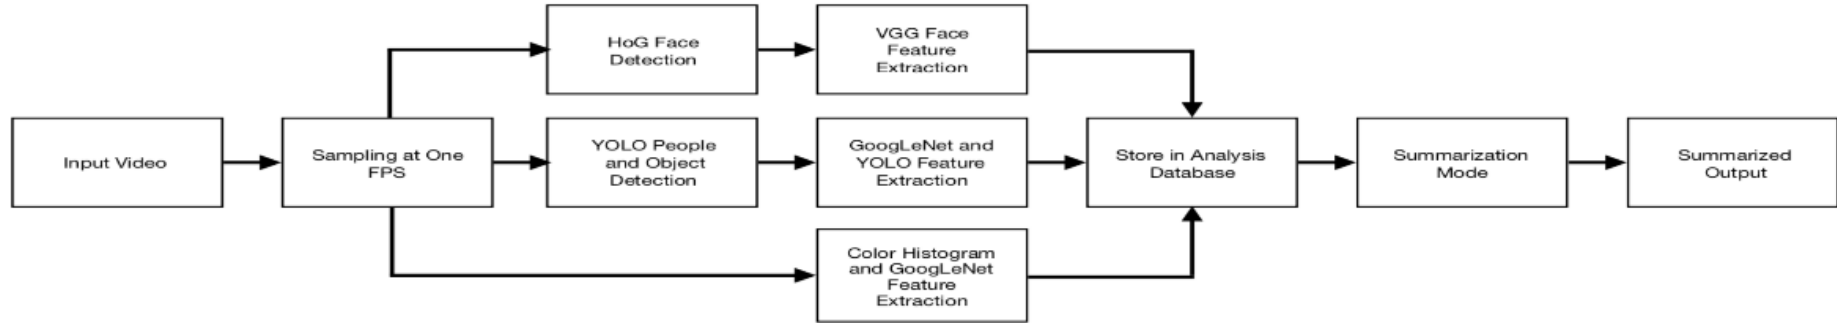 HoG Face
Detection
VGG Face
Feature
Extraction
Input Video
Sampling at One
FPS
YOLO People
and Object
Detection
GoogLeNet and
YOLO Feature
Extraction
Store in Analysis
Database
Summarization
Mode
Summarized
Output
Color Histogram
and GoogLeNet
Feature
Extraction